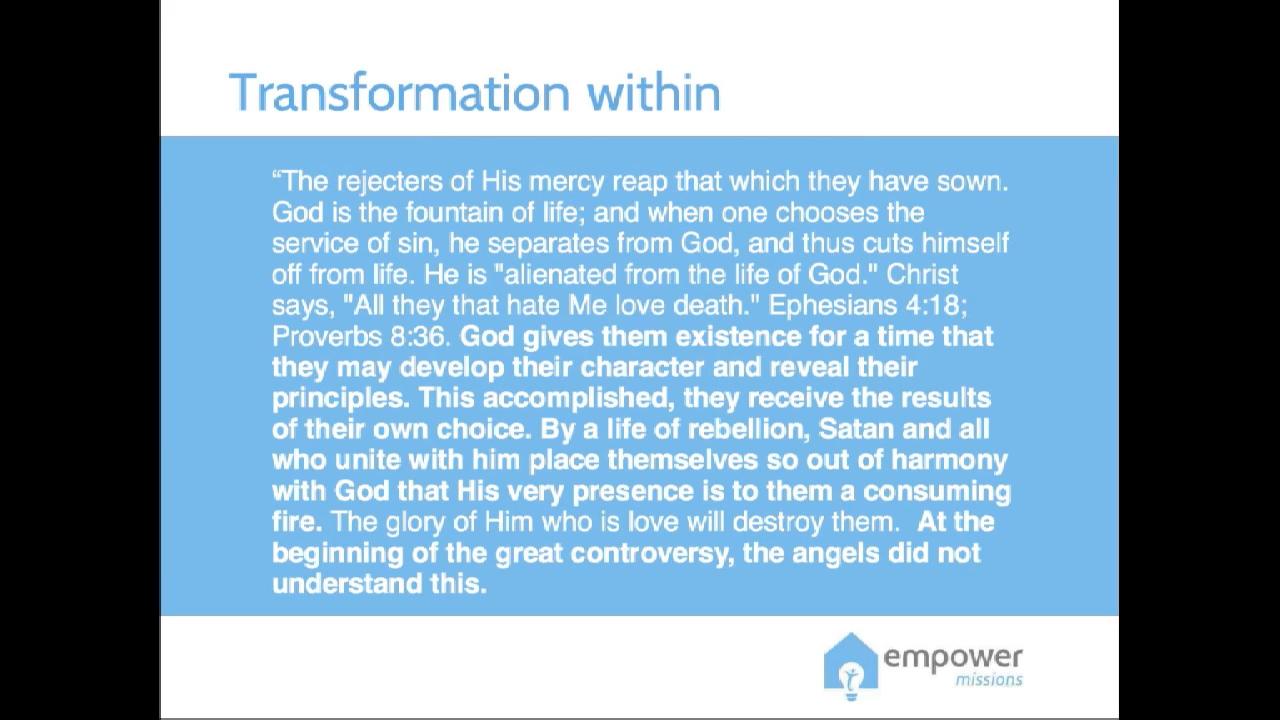 Transformation within
“The rejecters of His mercy reap that which they have sown.
God is the fountain of life; and when one chooses the
service of sin, he separates from God, and thus cuts himself
off from life. He is "alienated from the life of God." Christ
says, "All they that hate Me love death." Ephesians 4:18;
Proverbs 8:36. God gives them existence for a time that
they may develop their character and reveal their
principles. This accomplished, they receive the results
of their own choice. By a life of rebellion, Satan and all
who unite with him place themselves so out of harmony
with God that His very presence is to them a consuming
fire. The glory of Him who is love will destroy them.  At the
beginning of the great controversy, the angels did not
understand this.
empower
missions